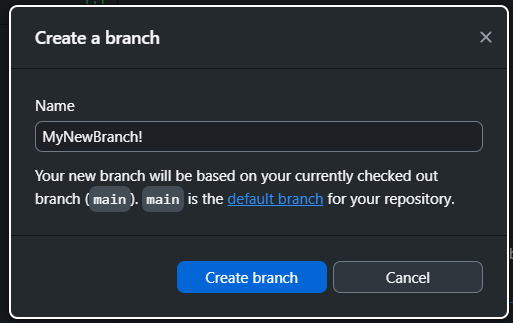 Create a branch
Name
MyNewBranch!
Your new branch will be based on your currently checked out
branch (main). main is the default branch for your repository.
Create branch
Cancel